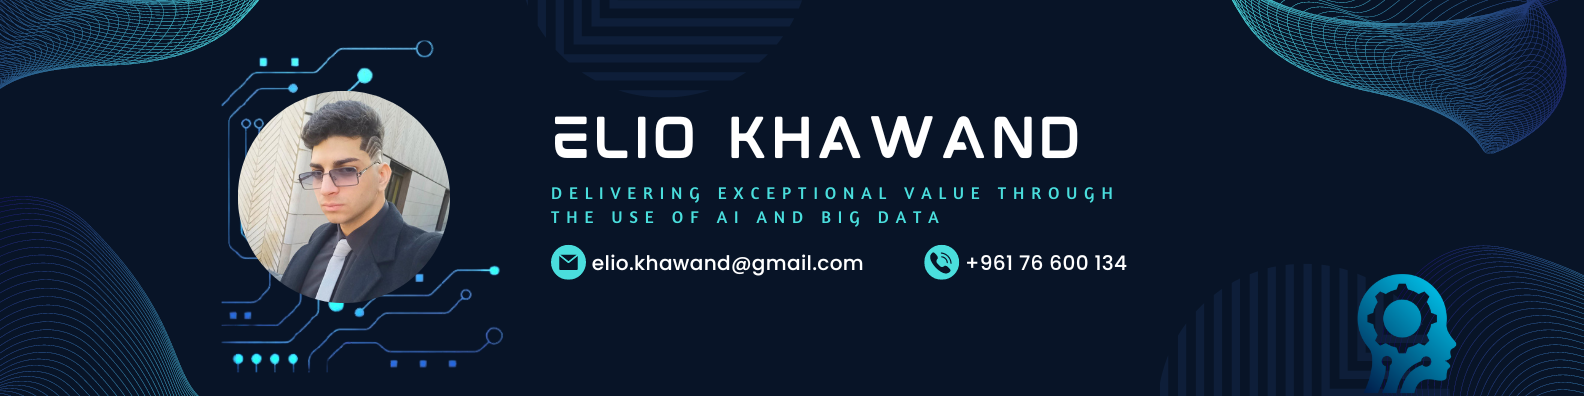 ELIO KHAWAND
DELIVERING EXCEPTIONAL VALUE THROUGH
THE USE OF AI AND BIG DATA
elio.khawand@gmail.com
+961 76 600 134